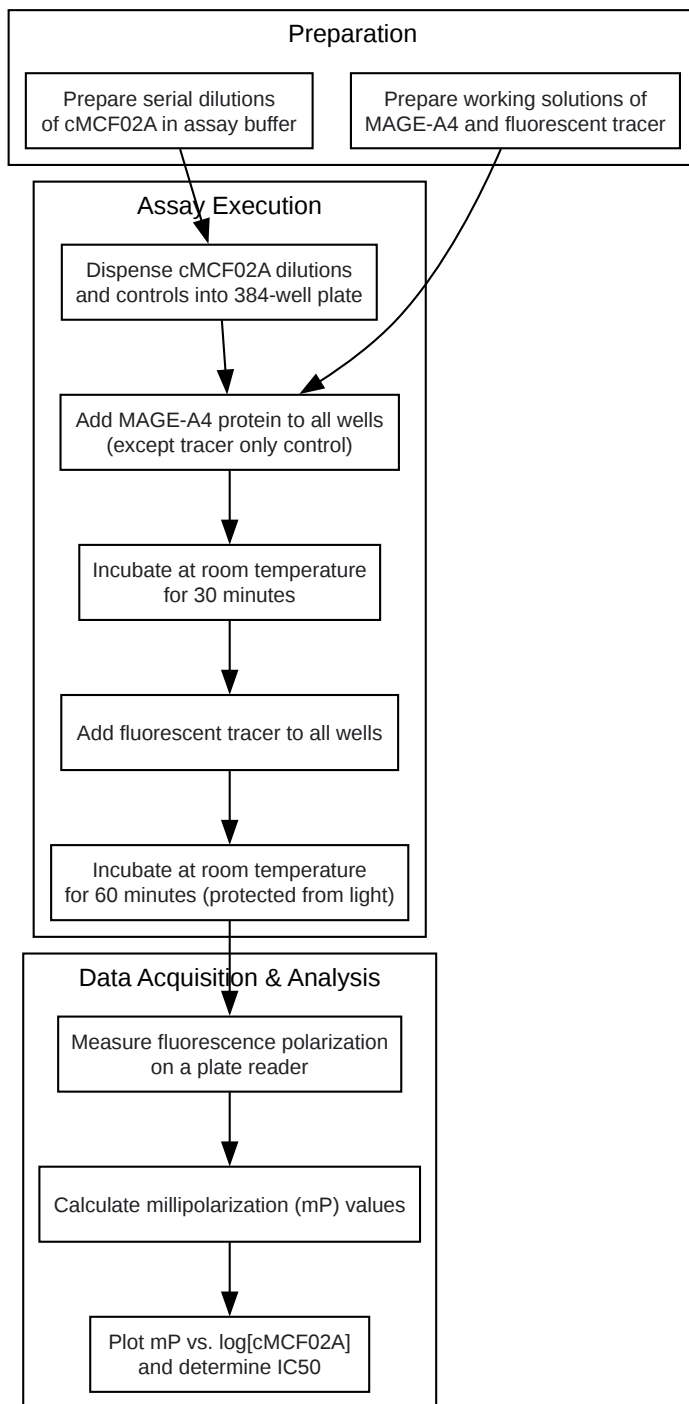 Preparation
Prepare serial dilutions
of cMCF02A in assay buffer
Prepare working solutions of
MAGE-A4 and fluorescent tracer
Assay Execution
Dispense cMCF02A dilutions
and controls into 384-well plate
Add MAGE-A4 protein to all wells
(except tracer only control)
Incubate at room temperature
for 30 minutes
Add fluorescent tracer to all wells
Incubate at room temperature
for 60 minutes (protected from light)
Data Acquisition & Analysis
Measure fluorescence polarization
on a plate reader
Calculate millipolarization (mP) values
Plot mP vs. log[cMCF02A]
and determine IC50